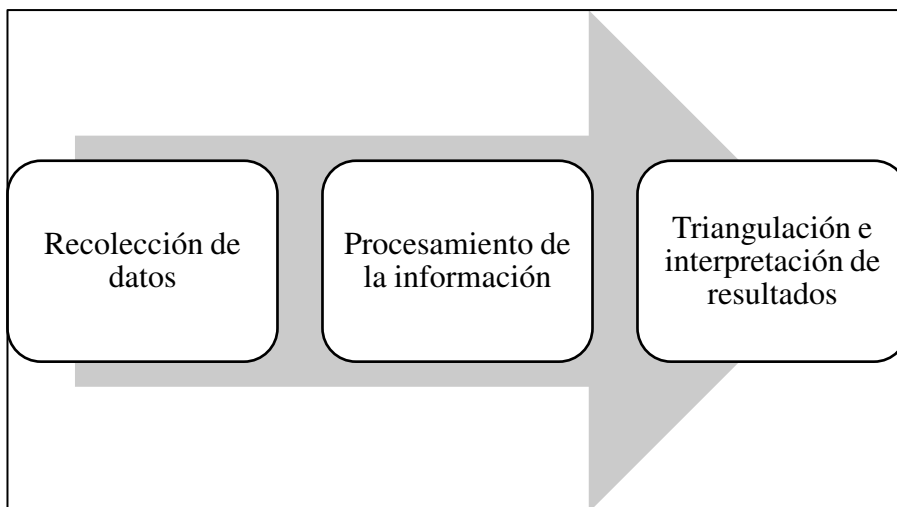 Recolección de
datos
Procesamiento de
la información
Triangulación e
interpretación de
resultados